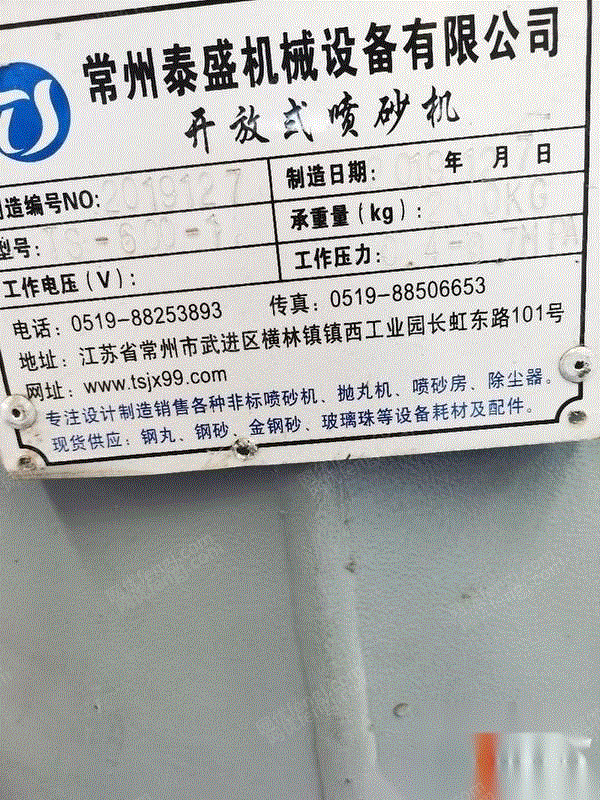 常州泰盛机械设备有限公司
开放式喷砂机
制造编号NO: 2019127 制造日期: 年 月 日
型号: TS-600-1 承重量(kg): KG
工作电压(V): 工作压力:
电话: 0519-88253893 传真: 0519-88506653
地址: 江苏省常州市武进区横林镇镇西工业园长虹东路101号
网址: www.tsjx99.com
专注设计制造销售各种非标喷砂机、抛丸机、喷砂房、除尘器。
现货供应: 钢丸、钢砂、金钢砂、玻璃珠等设备耗材及配件。